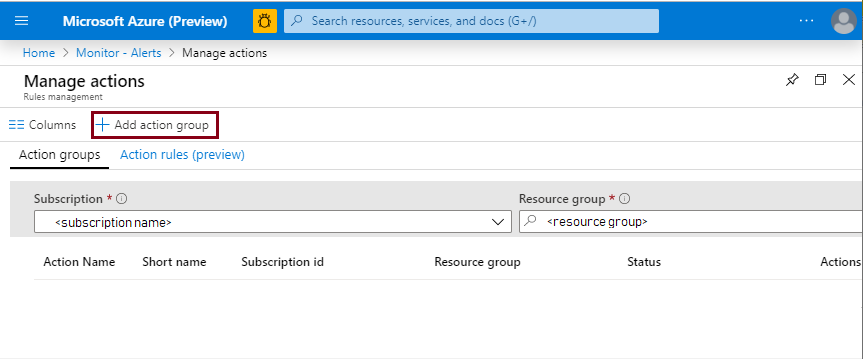 Microsoft Azure (Preview) Search resources, services, and docs (G+/) ...
Home > Monitor - Alerts > Manage actions
Manage actions
Rules management
Columns + Add action group
Action groups Action rules (preview)
Subscription * Resource group *
<subscription name> <resource group>
Action Name Short name Subscription id Resource group Status Actions